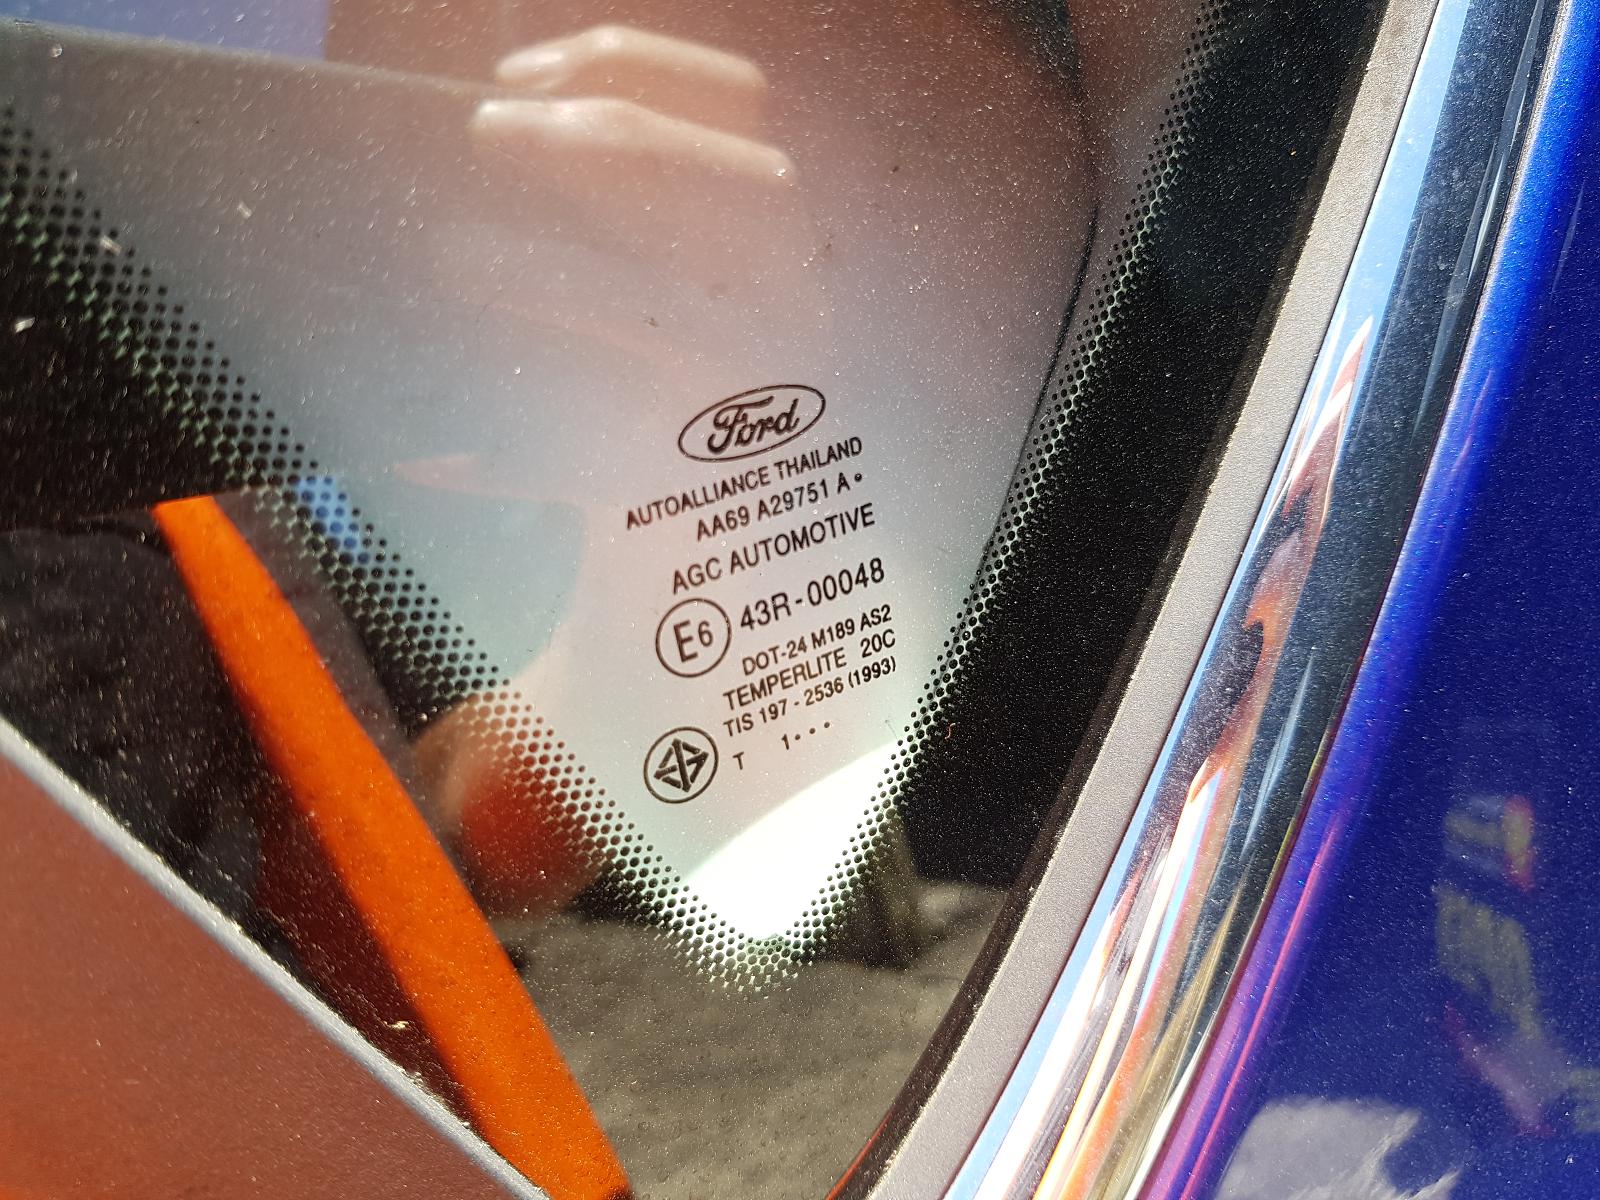 Ford
AUTOALLIANCE THAILAND
AA69 A29751 A •
AGC AUTOMOTIVE
E6 43R-00048
DOT-24 M189 AS2
TEMPERLITE 20C
TIS 197 - 2536 (1993)
T 1•••